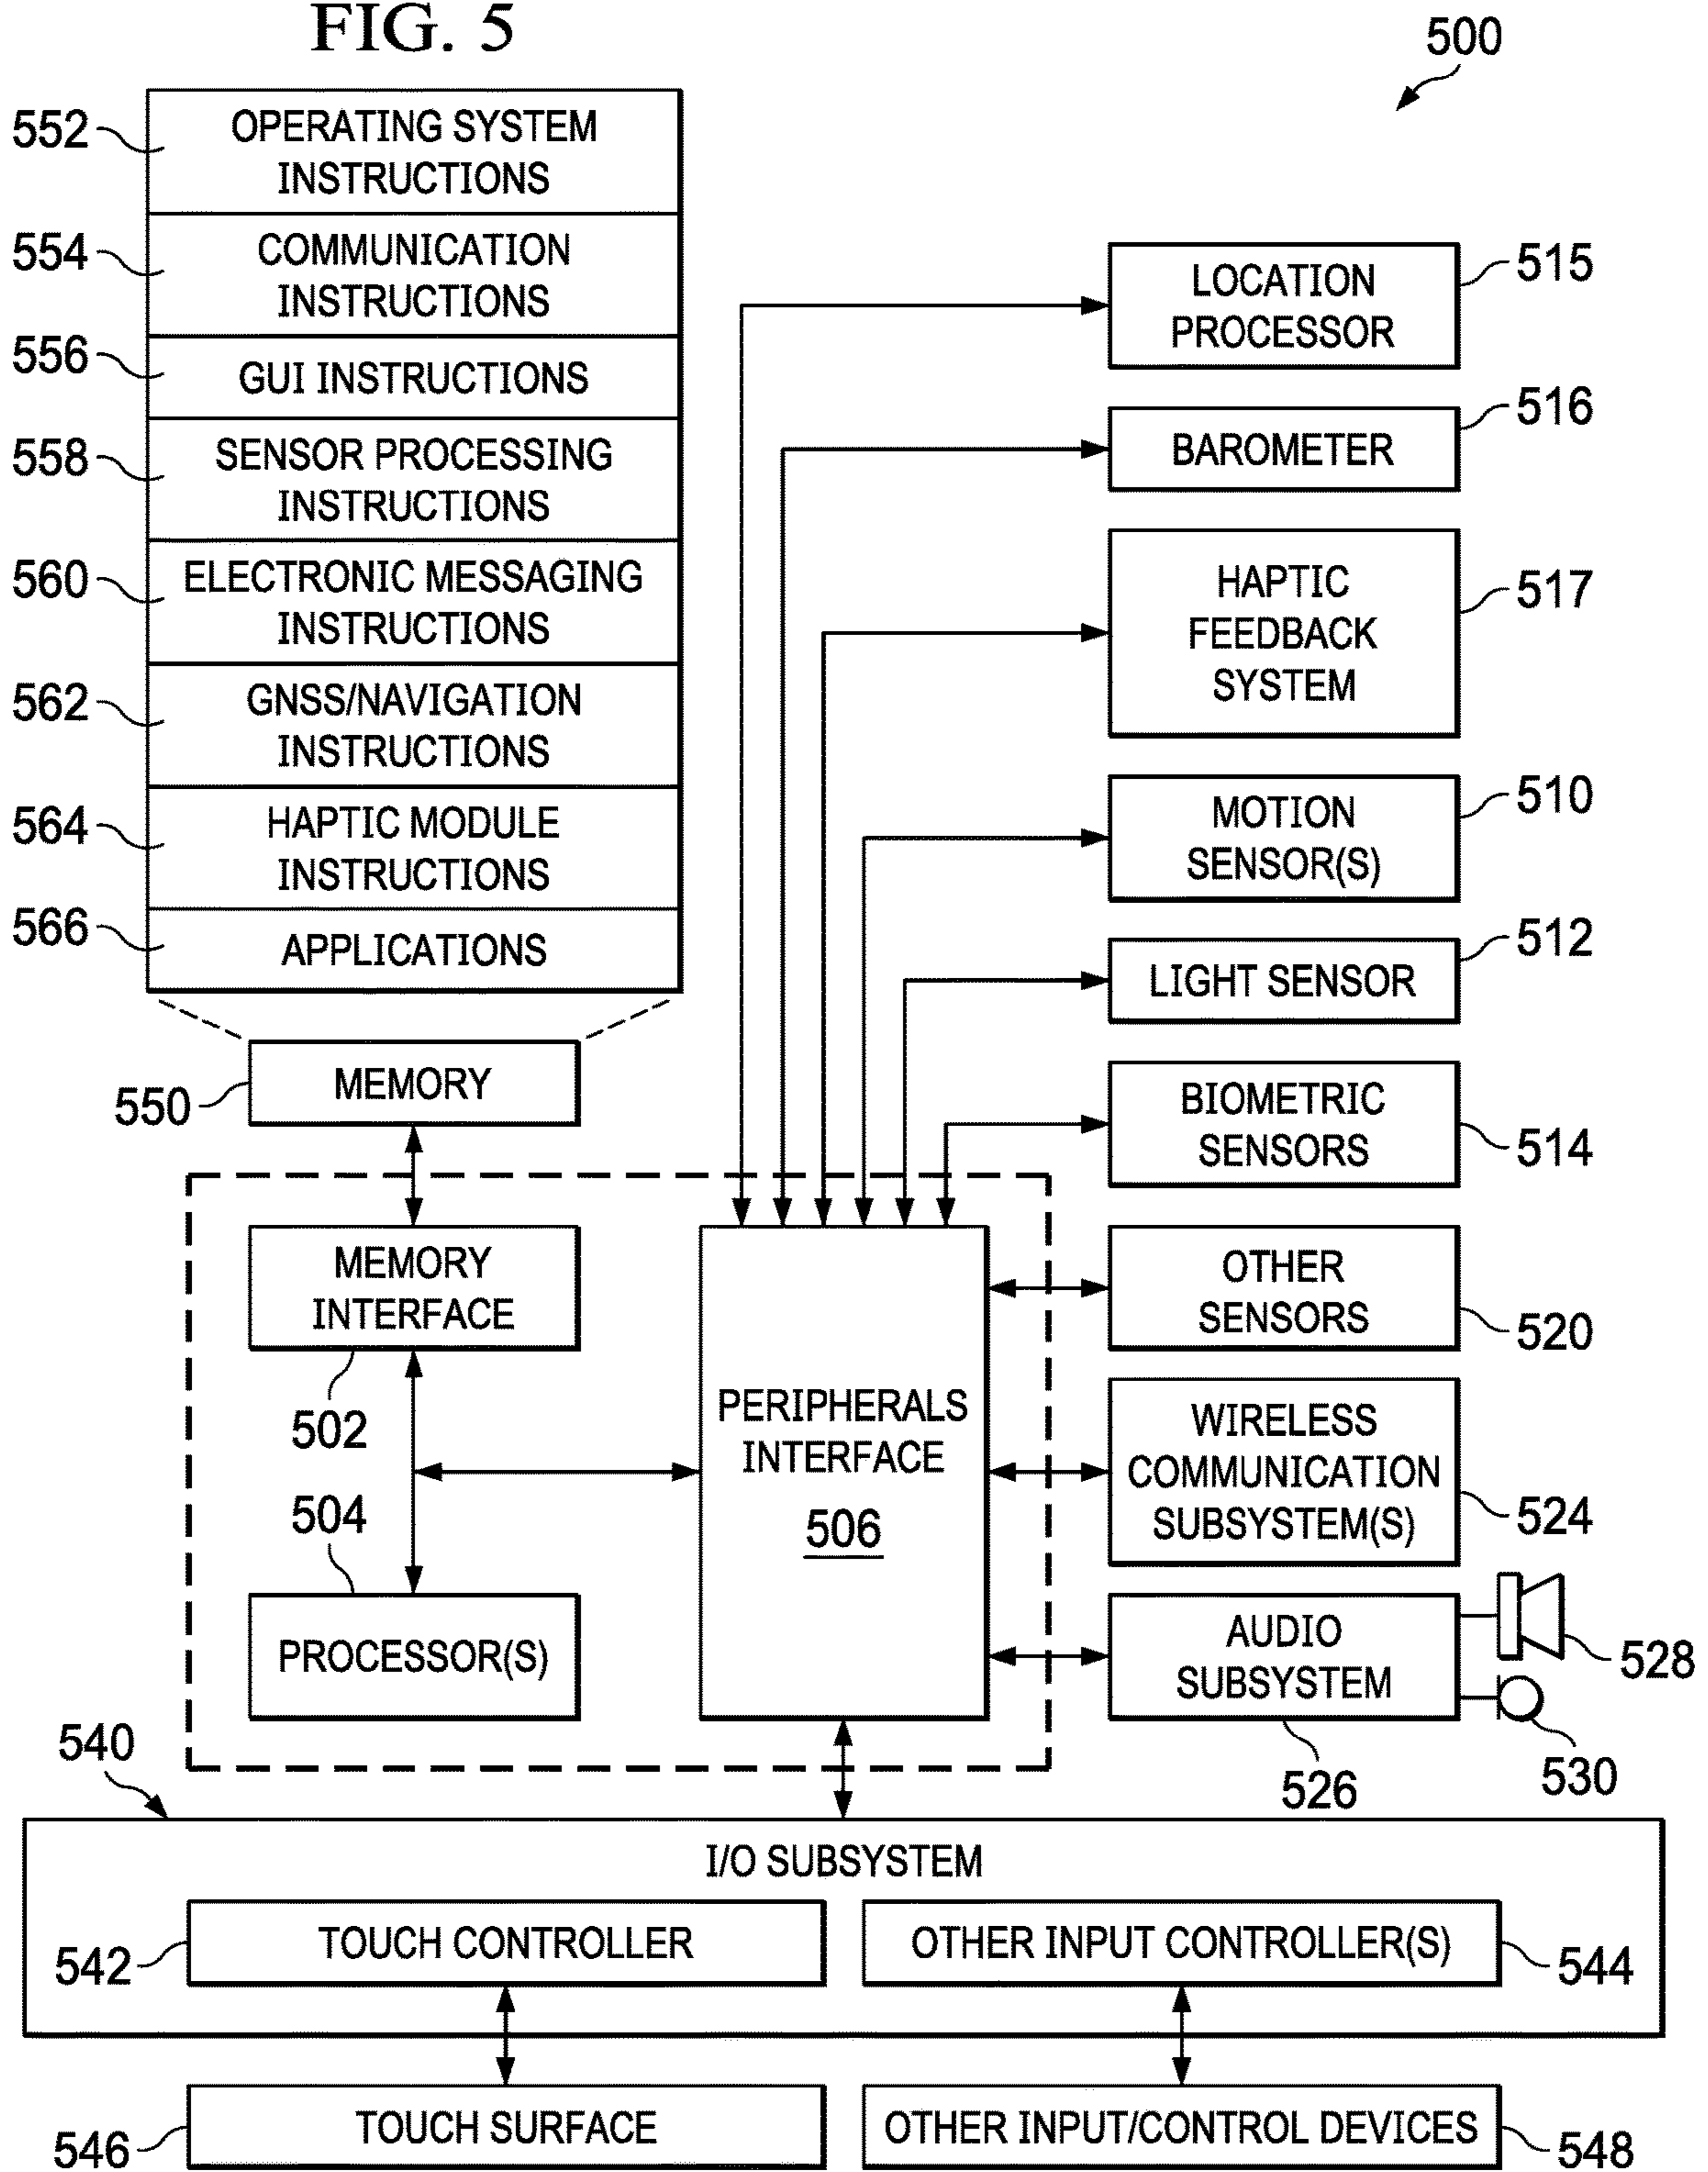 FIG. 5
500
552
OPERATING SYSTEM
INSTRUCTIONS
554
COMMUNICATION
INSTRUCTIONS
556
GUI INSTRUCTIONS
558
SENSOR PROCESSING
INSTRUCTIONS
560
ELECTRONIC MESSAGING
INSTRUCTIONS
562
GNSS/NAVIGATION
INSTRUCTIONS
564
HAPTIC MODULE
INSTRUCTIONS
566
APPLICATIONS
550
MEMORY
MEMORY
INTERFACE
502
504
PROCESSOR(S)
PERIPHERALS
INTERFACE
506
LOCATION
PROCESSOR
515
BAROMETER
516
HAPTIC
FEEDBACK
SYSTEM
517
MOTION
SENSOR(S)
510
LIGHT SENSOR
512
BIOMETRIC
SENSORS
514
OTHER
SENSORS
520
WIRELESS
COMMUNICATION
SUBSYSTEM(S)
524
AUDIO
SUBSYSTEM
526
528
530
540
I/O SUBSYSTEM
542
TOUCH CONTROLLER
OTHER INPUT CONTROLLER(S)
544
546
TOUCH SURFACE
OTHER INPUT/CONTROL DEVICES
548